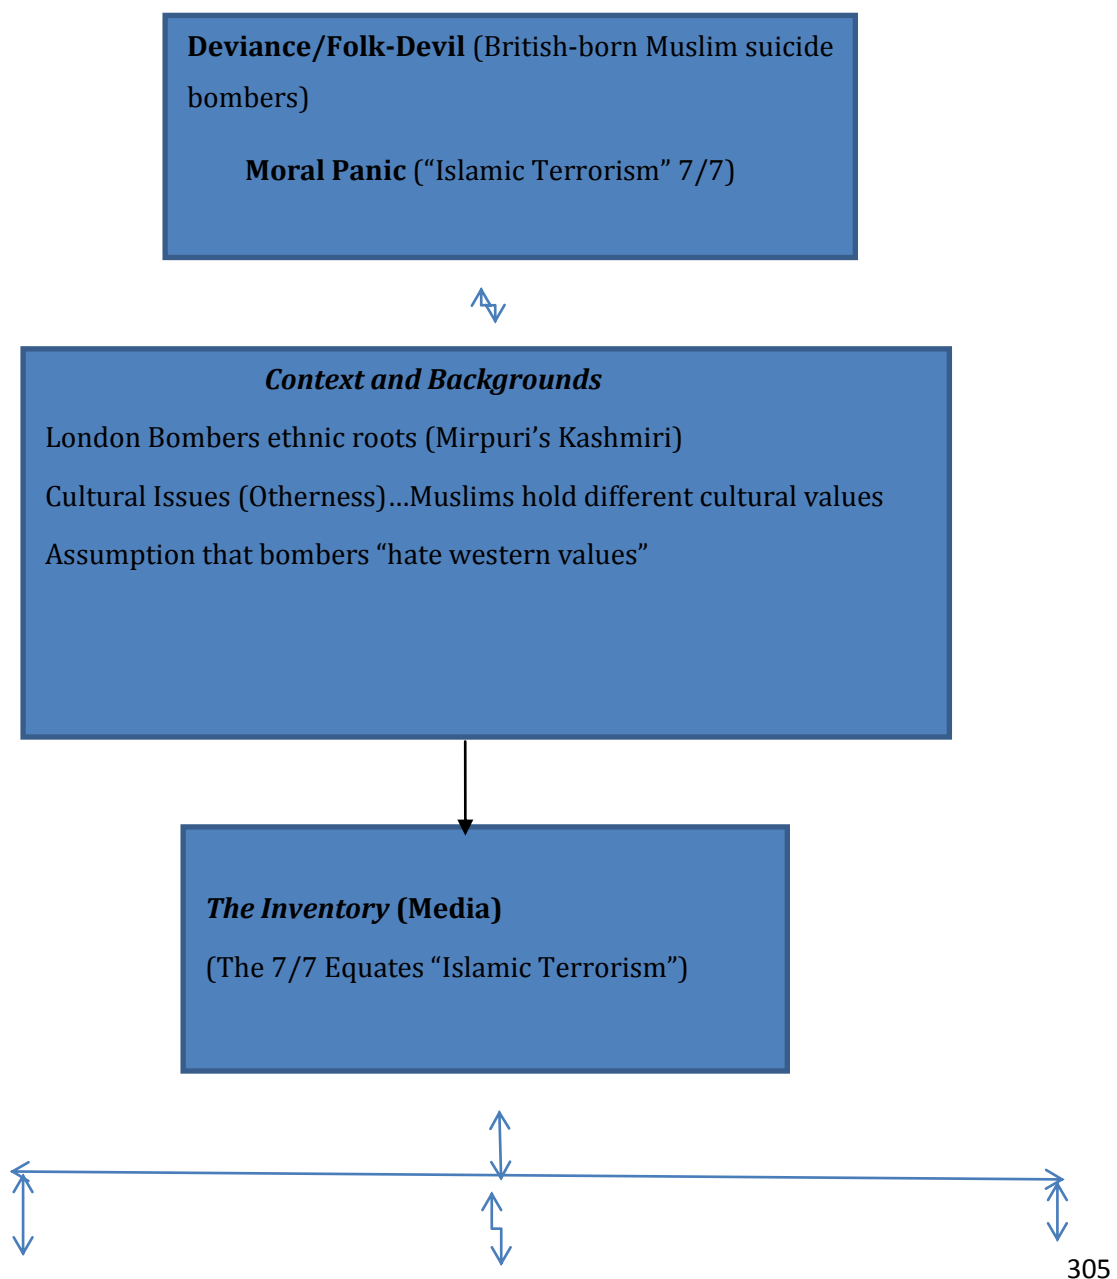 Deviance/Folk-Devil (British-born Muslim suicide
bombers)
Moral Panic (“Islamic Terrorism” 7/7)
Context and Backgrounds
London Bombers ethnic roots (Mirpuri’s Kashmiri)
Cultural Issues (Otherness)…Muslims hold different cultural values
Assumption that bombers “hate western values”
The Inventory (Media)
(The 7/7 Equates “Islamic Terrorism”)
305